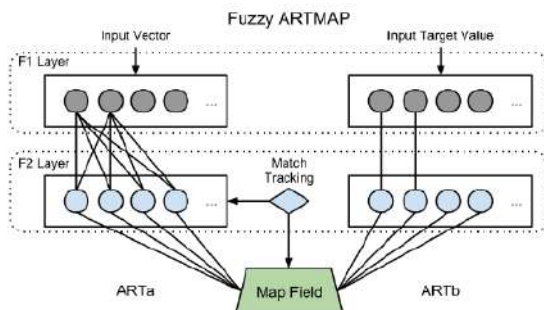 Fuzzy ARTMAP
Input Vector
Input Target Value
F1 Layer
...
...
F2 Layer
Match
Tracking
...
...
ARTa
Map Field
ARTb